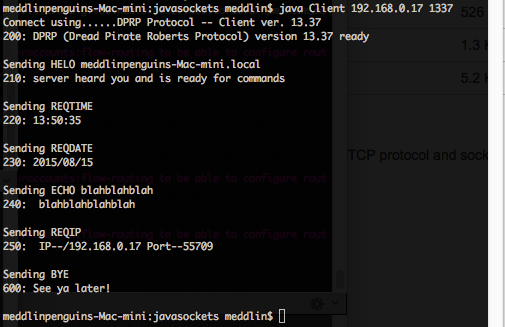 meddlinpenguins-Mac-mini:javasockets meddlin$ java Client 192.168.0.17 1337
Connect using......DPRP Protocol -- Client ver. 13.37
200: DPRP (Dread Pirate Roberts Protocol) version 13.37 ready
Sending HELO meddlinpenguins-Mac-mini.local
210: server heard you and is ready for commands
Sending REQTIME
220: 13:50:35
Sending REQDATE
230: 2015/08/15
Sending ECHO blahblahblah
240:  blahblahblahblah
Sending REQIP
250:  IP--/192.168.0.17 Port--55709
Sending BYE
600: See ya later!
meddlinpenguins-Mac-mini:javasockets meddlin$
526
1.3 K
5.2 K
TCP protocol and sock